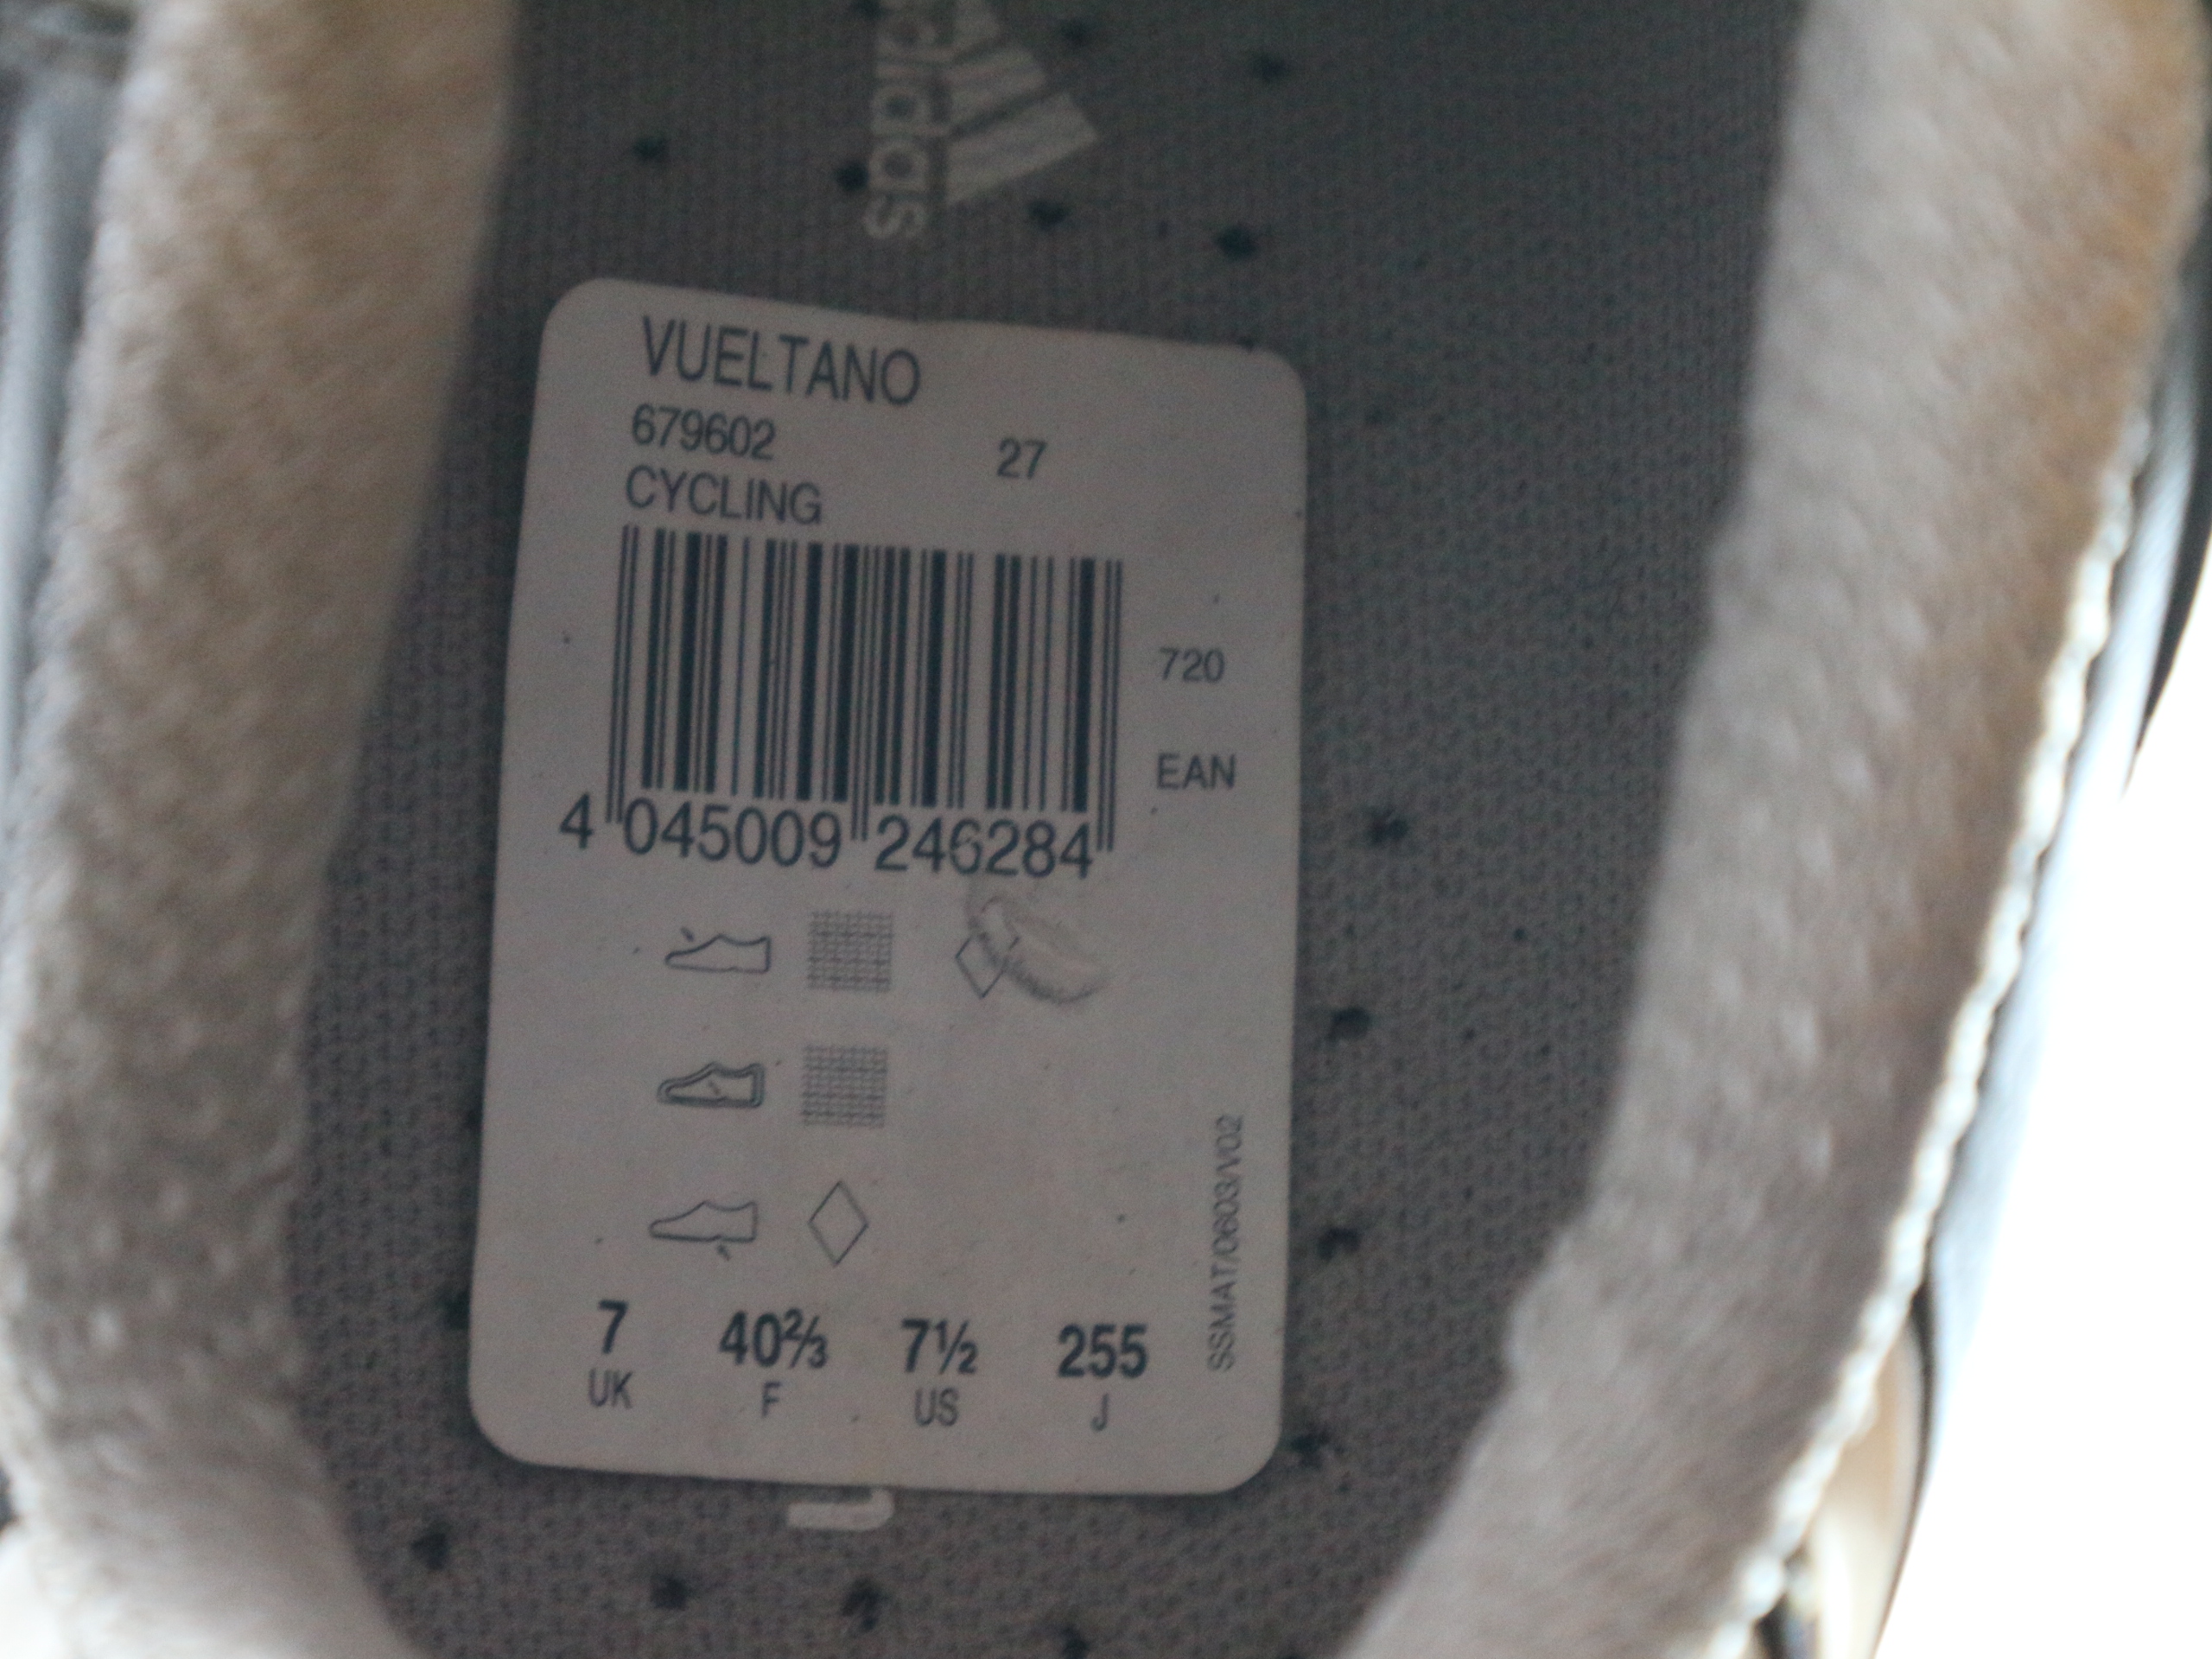 adidas
VUELTANO
679602 27
CYCLING
720
EAN
4 045009 246284
SSMAT/0603/V02
7 40⅔ 7½ 255
UK F US J